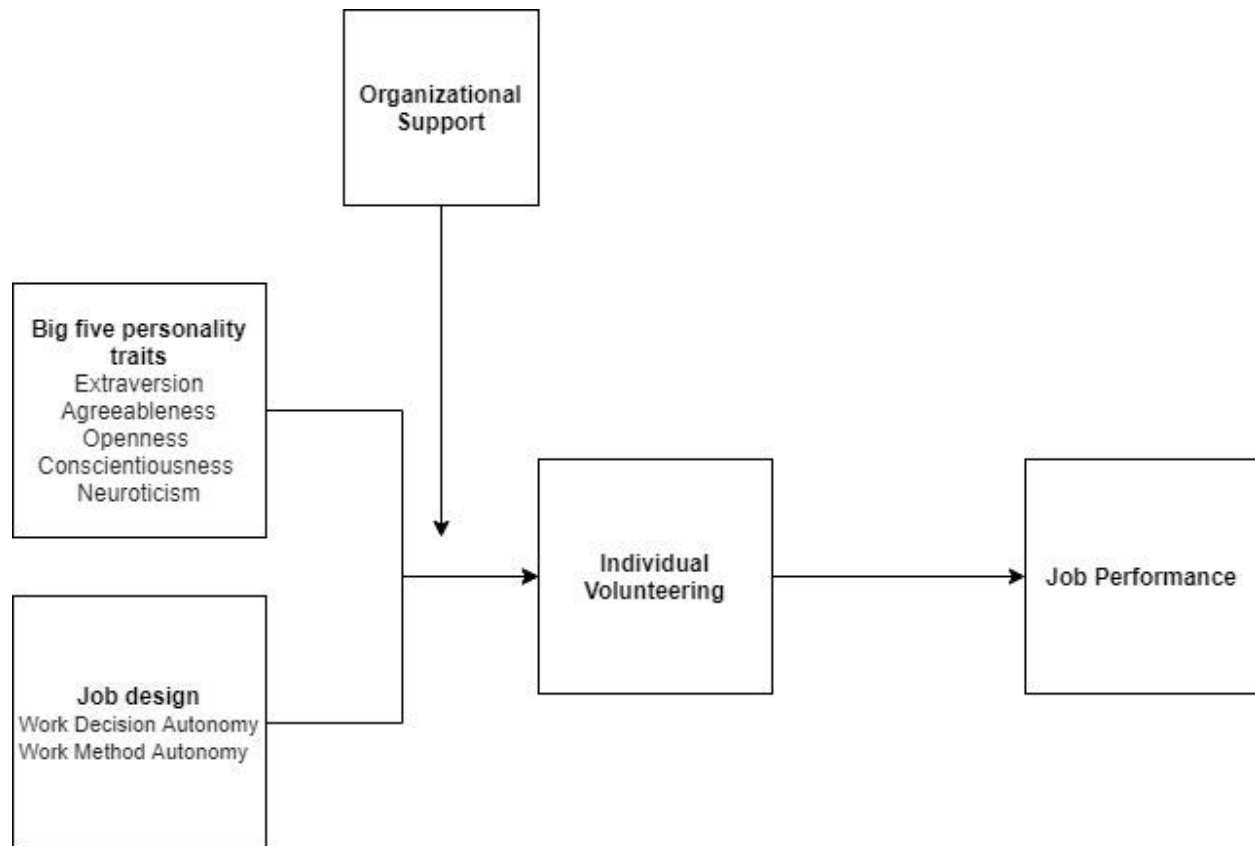 Organizational
Support
Big five personality
traits
Extraversion
Agreeableness
Openness
Conscientiousness
Neuroticism
Individual
Volunteering
Job Performance
Job design
Work Decision Autonomy
Work Method Autonomy